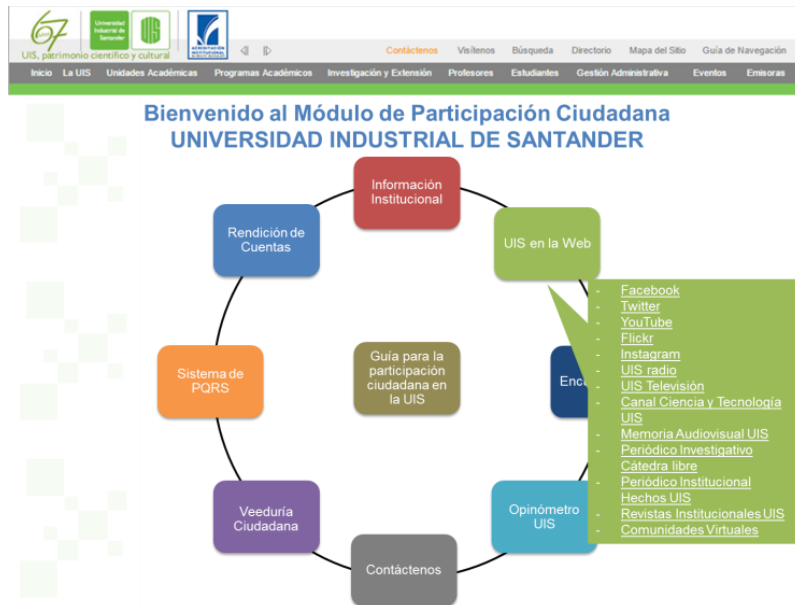 67
Universidad
Industrial de
Santander
UIS
ACREDITACIÓN
INSTITUCIONAL
UIS, patrimonio científico y cultural
Contáctenos Visítenos Búsqueda Directorio Mapa del Sitio Guía de Navegación
Inicio La UIS Unidades Académicas Programas Académicos Investigación y Extensión Profesores Estudiantes Gestión Administrativa Eventos Emisoras
Bienvenido al Módulo de Participación Ciudadana
UNIVERSIDAD INDUSTRIAL DE SANTANDER
Información
Institucional
Rendición de
Cuentas
UIS en la Web
- Facebook
- Twitter
- YouTube
- Flickr
- Instagram
- UIS radio
- UIS Televisión
- Canal Ciencia y Tecnología
UIS
- Memoria Audiovisual UIS
- Periódico Investigativo
Cátedra libre
- Periódico Institucional
Hechos UIS
- Revistas Institucionales UIS
- Comunidades Virtuales
Sistema de
PQRS
Guía para la
participación
ciudadana en
la UIS
Veeduría
Ciudadana
Opinómetro
UIS
Contáctenos